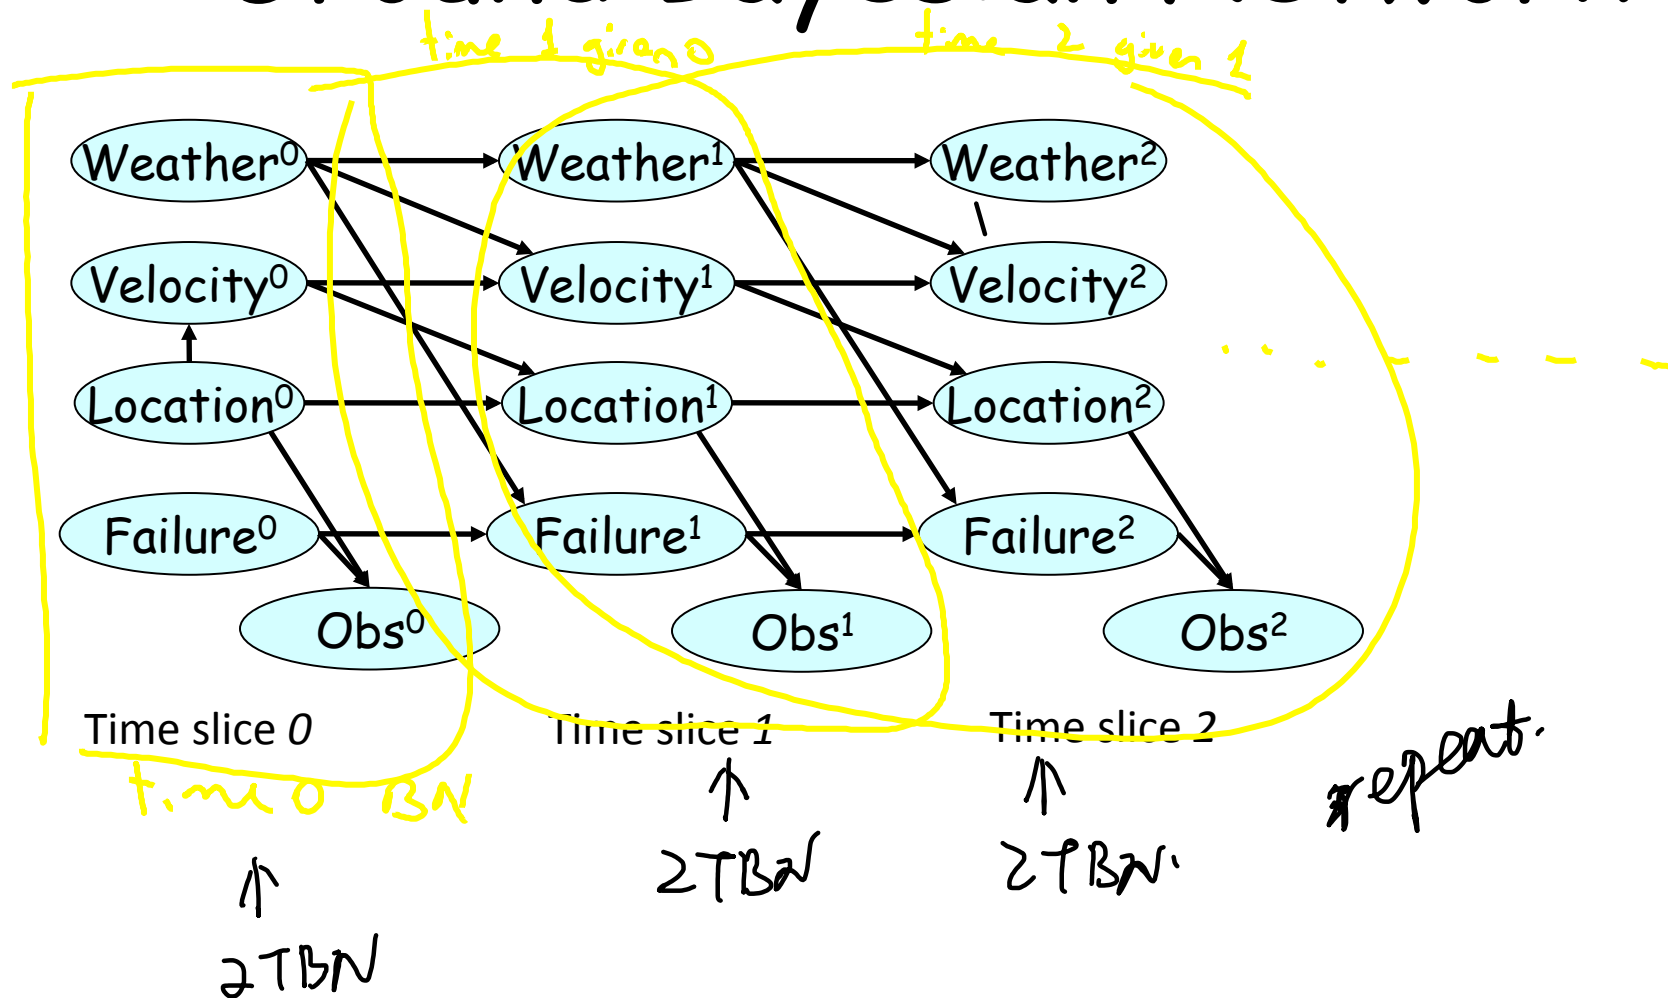 time 1 given 0
time 2 given 1
Weather0
Weather1
Weather2
Velocity0
Velocity1
Velocity2
Location0
Location1
Location2
Failure0
Failure1
Failure2
Obs0
Obs1
Obs2
Time slice 0
Time slice 1
Time slice 2
time 0 BN
repeat.
2TBN
2TBN.
2TBN